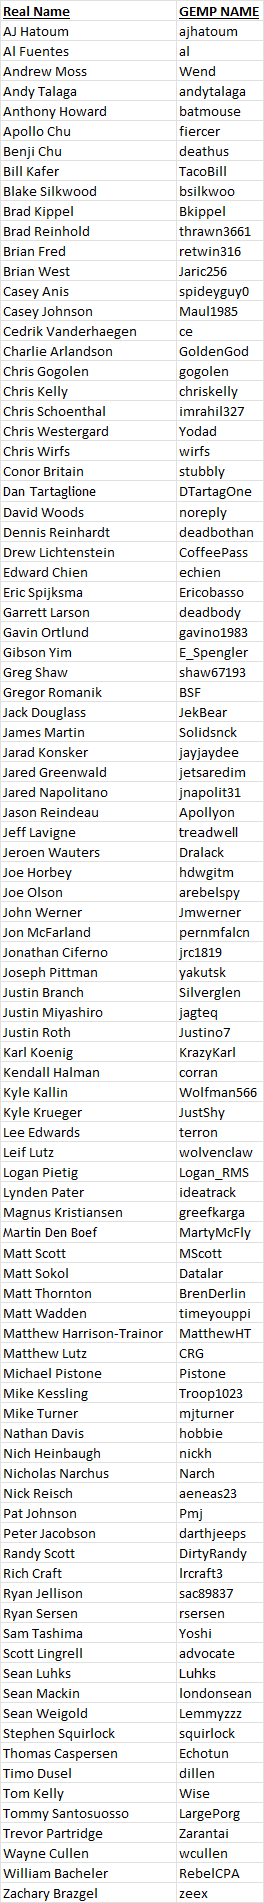 Real Name GEMP NAME
AJ Hatoum ajhatoum
Al Fuentes al
Andrew Moss Wend
Andy Talaga andytalaga
Anthony Howard batmouse
Apollo Chu fiercer
Benji Chu deathus
Bill Kafer TacoBill
Blake Silkwood bsilkwoo
Brad Kippel Bkippel
Brad Reinhold thrawn3661
Brian Fred retwin316
Brian West Jaric256
Casey Anis spideyguy0
Casey Johnson Maul1985
Cedrik Vanderhaegen ce
Charlie Arlandson GoldenGod
Chris Gogolen gogolen
Chris Kelly chriskelly
Chris Schoenthal imrahil327
Chris Westergard Yodad
Chris Wirfs wirfs
Conor Britain stubbly
Dan Tartaglione DTartagOne
David Woods noreply
Dennis Reinhardt deadbothan
Drew Lichtenstein CoffeePass
Edward Chien echien
Eric Spijksma Ericobasso
Garrett Larson deadbody
Gavin Ortlund gavino1983
Gibson Yim E_Spengler
Greg Shaw shaw67193
Gregor Romanik BSF
Jack Douglass JekBear
James Martin Solidsnck
Jarad Konsker jayjaydee
Jared Greenwald jetsaredim
Jared Napolitano jnapolit31
Jason Reindeau Apollyon
Jeff Lavigne treadwell
Jeroen Wauters Dralack
Joe Horbey hdwgitm
Joe Olson arebelspy
John Werner Jmwerner
Jon McFarland pernmfalcn
Jonathan Ciferno jrc1819
Joseph Pittman yakutsk
Justin Branch Silverglen
Justin Miyashiro jagteq
Justin Roth Justino7
Karl Koenig KrazyKarl
Kendall Halman corran
Kyle Kallin Wolfman566
Kyle Krueger JustShy
Lee Edwards terron
Leif Lutz wolvenclaw
Logan Pietig Logan_RMS
Lynden Pater ideatrack
Magnus Kristiansen greefkarga
Martin Den Boef MartyMcFly
Matt Scott MScott
Matt Sokol Datalar
Matt Thornton BrenDerlin
Matt Wadden timeyouppi
Matthew Harrison-Trainor MatthewHT
Matthew Lutz CRG
Michael Pistone Pistone
Mike Kessling Troop1023
Mike Turner mjturner
Nathan Davis hobbie
Nich Heinbaugh nickh
Nicholas Narchus Narch
Nick Reisch aeneas23
Pat Johnson Pmj
Peter Jacobson darthjeeps
Randy Scott DirtyRandy
Rich Craft lrcraft3
Ryan Jellison sac89837
Ryan Sersen rsersen
Sam Tashima Yoshi
Scott Lingrell advocate
Sean Luhks Luhks
Sean Mackin londonsean
Sean Weigold Lemmyzzz
Stephen Squirlock squirlock
Thomas Caspersen Echotun
Timo Dusel dillen
Tom Kelly Wise
Tommy Santosuosso LargePorg
Trevor Partridge Zarantai
Wayne Cullen wcullen
William Bacheler RebelCPA
Zachary Brazgel zeex